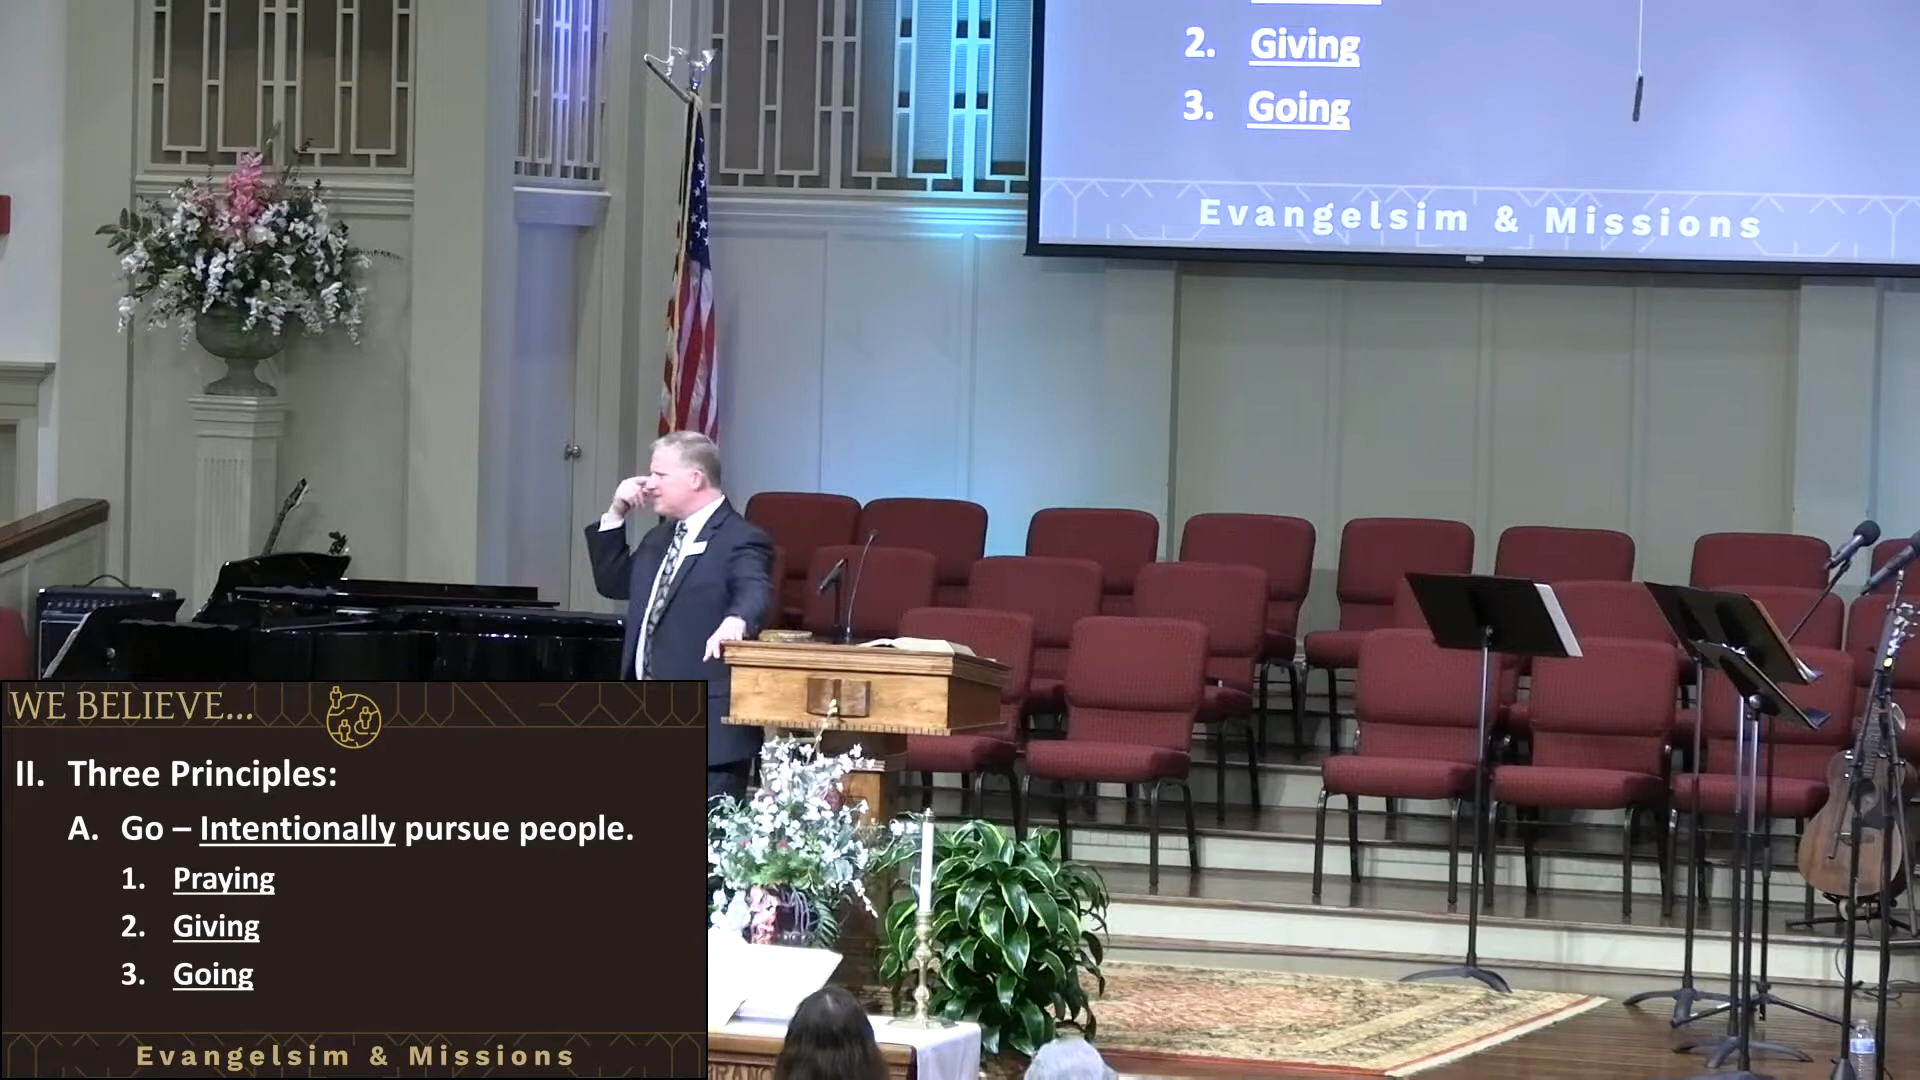 2. Giving
3. Going
Evangelsim & Missions
WE BELIEVE...
II. Three Principles:
A. Go – Intentionally pursue people.
1. Praying
2. Giving
3. Going
Evangelsim & Missions